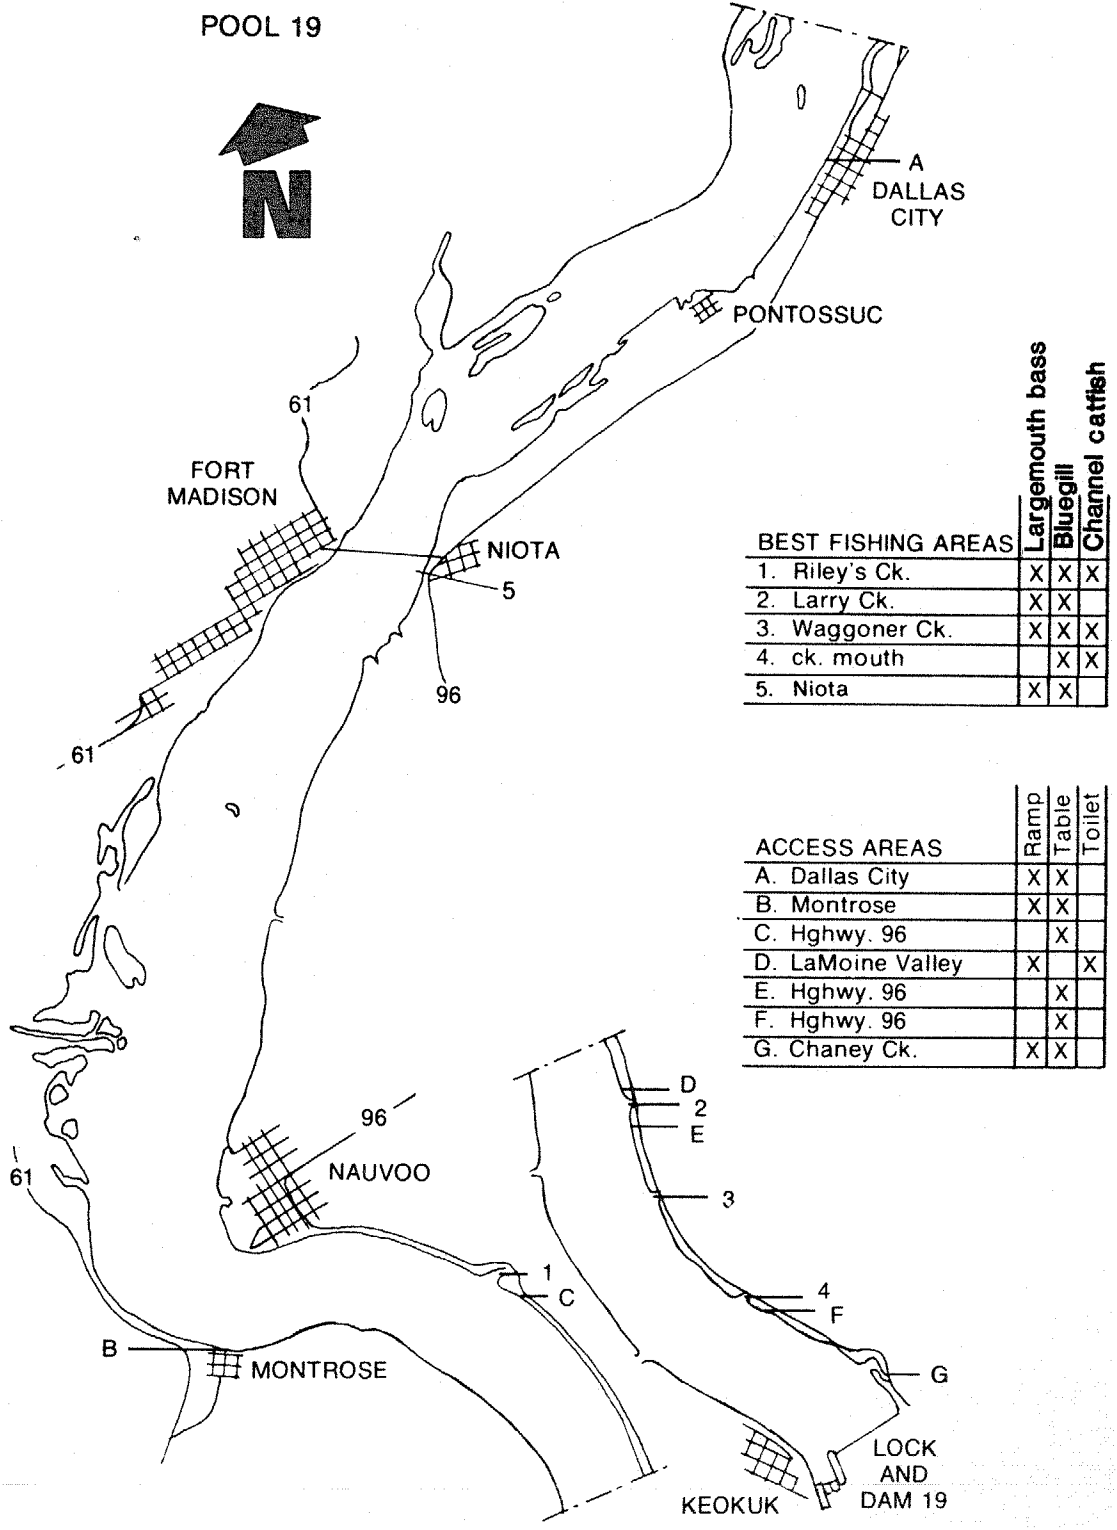 POOL 19
N
A
DALLAS
CITY
PONTOSSUC
61
FORT
MADISON
NIOTA
5
96
61
Largemouth bass
Bluegill
Channel catfish
BEST FISHING AREAS
1. Riley's Ck. X X X
2. Larry Ck. X X
3. Waggoner Ck. X X X
4. ck. mouth X X
5. Niota X X
Ramp
Table
Toilet
ACCESS AREAS
A. Dallas City X X
B. Montrose X X
C. Hghwy. 96 X
D. LaMoine Valley X X
E. Hghwy. 96 X
F. Hghwy. 96 X
G. Chaney Ck. X X
D
2
E
96
NAUVOO
61
3
1
C
4
F
B
MONTROSE
G
LOCK
AND
DAM 19
KEOKUK